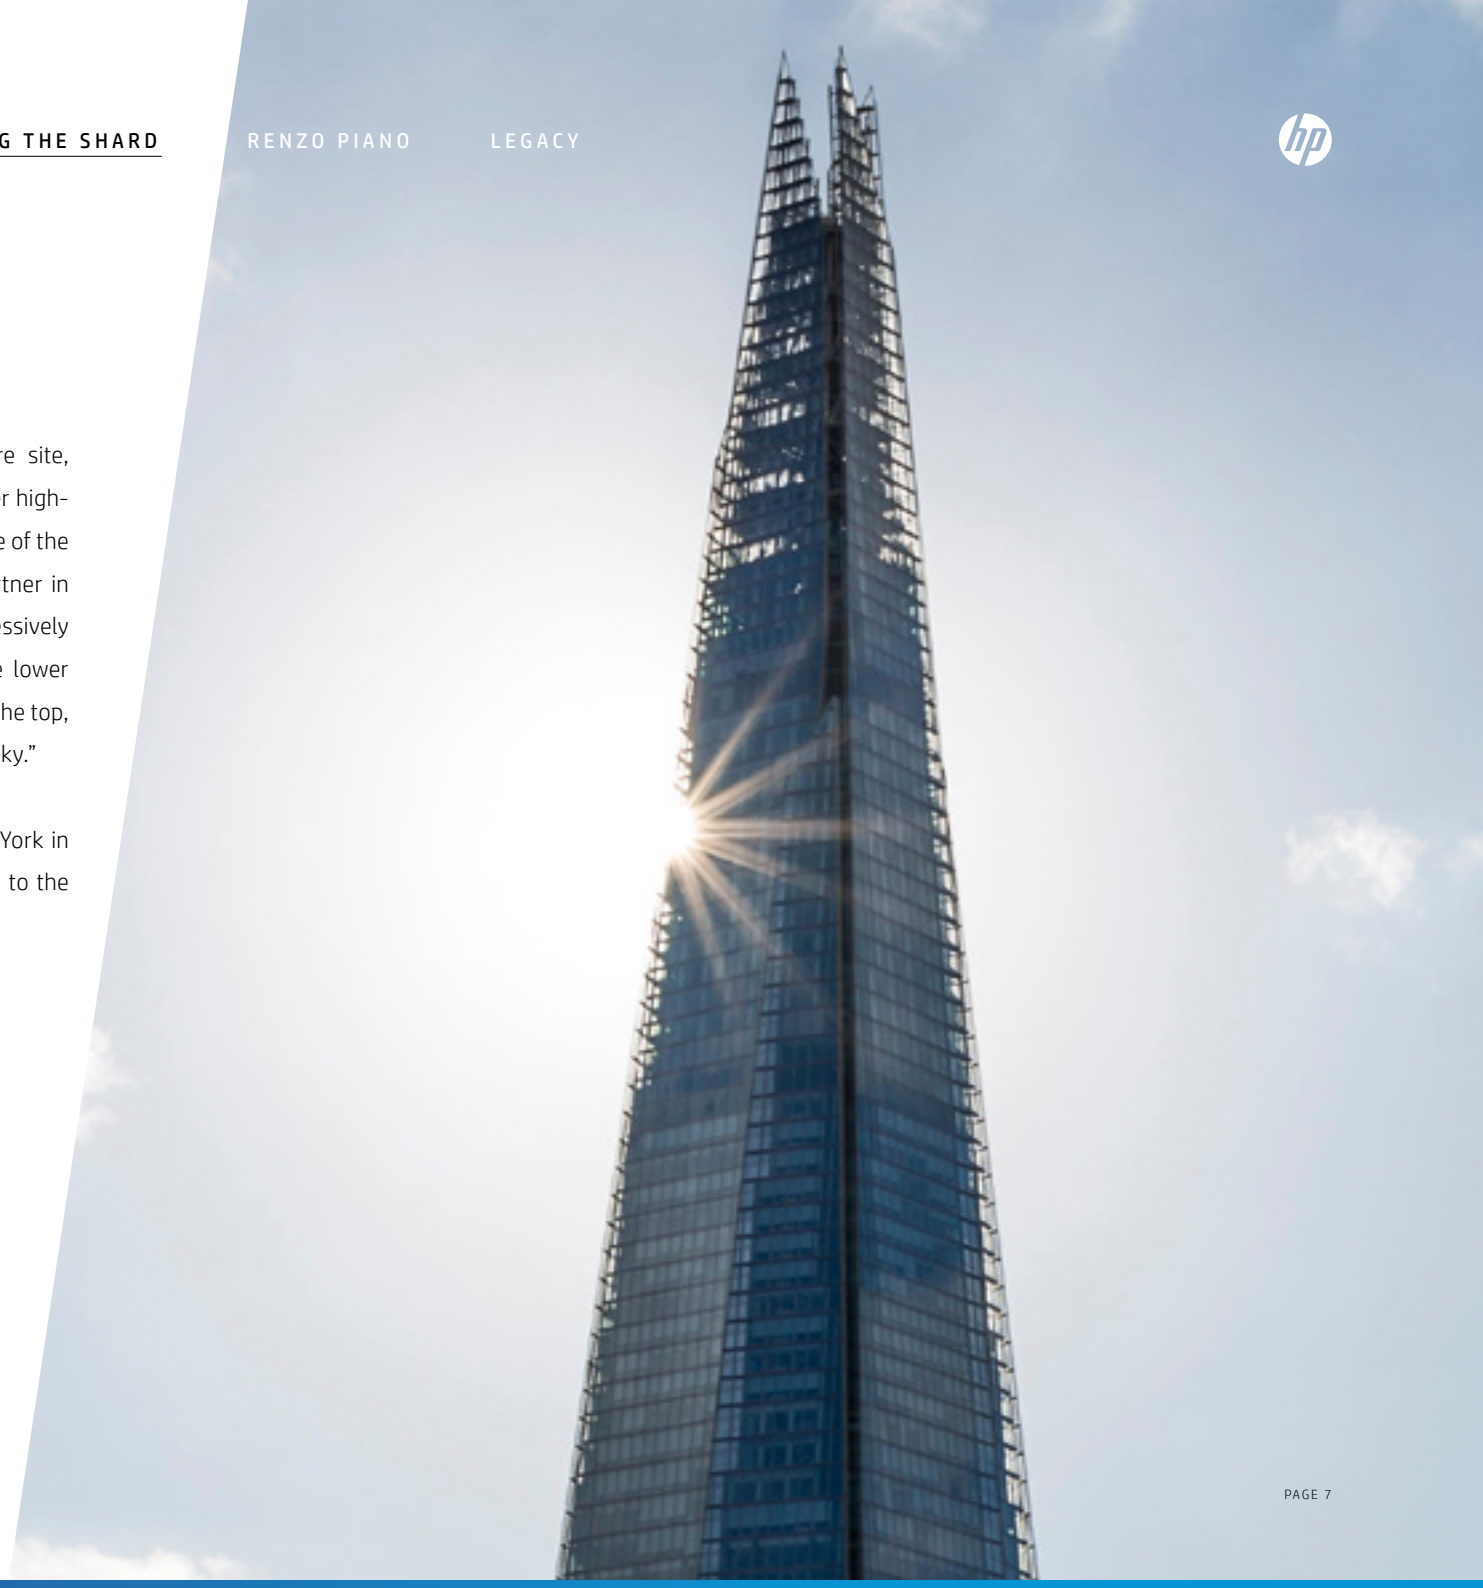 G THE SHARD
RENZO PIANO
LEGACY
hp
re site,
r high-
e of the
tner in
ssively
e lower
he top,
ky.”
York in
to the
PAGE 7